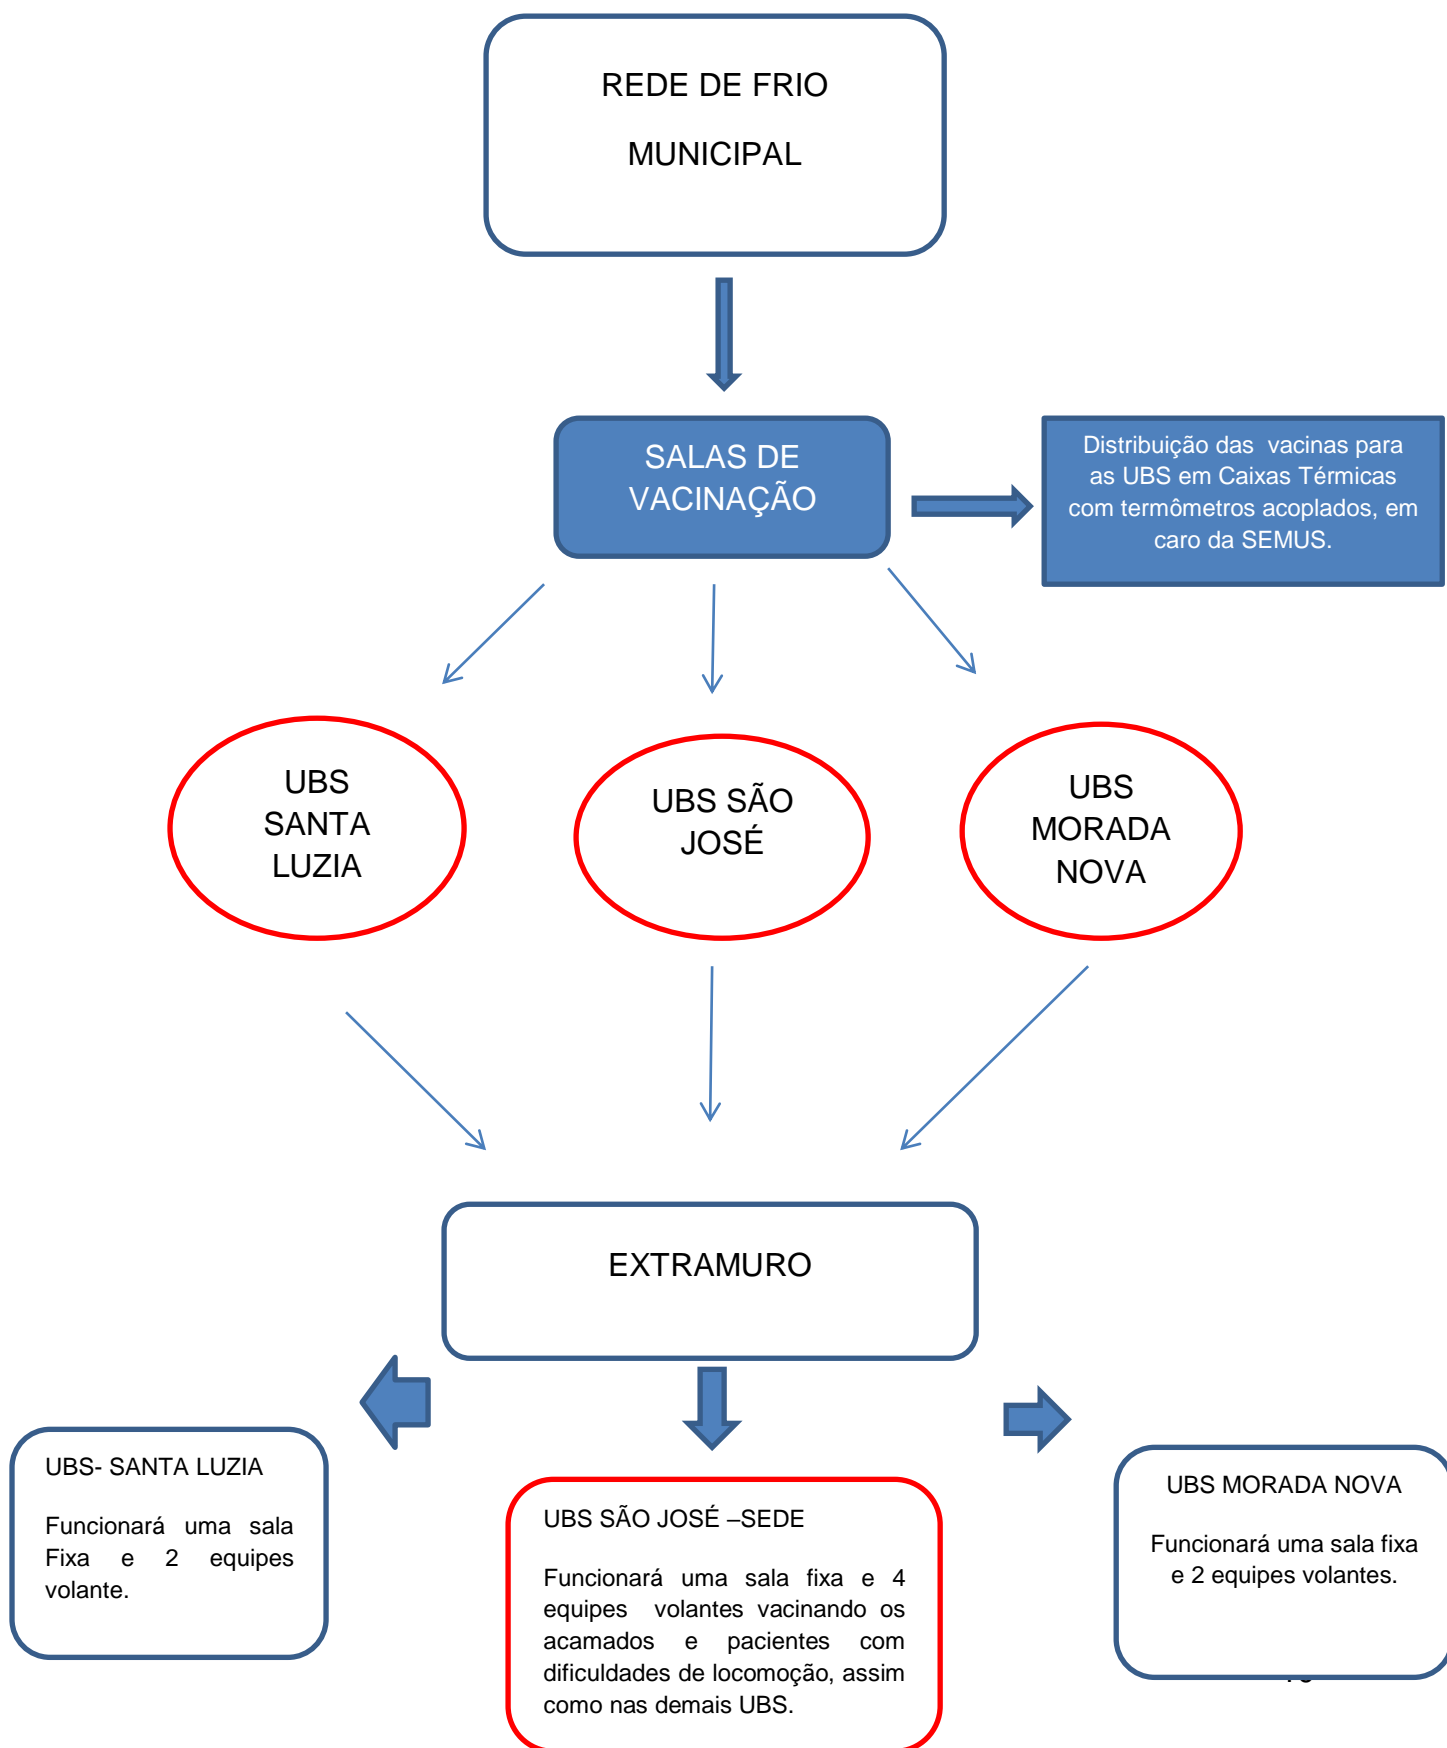 REDE DE FRIO
MUNICIPAL
SALAS DE
VACINAÇÃO
Distribuição das vacinas para
as UBS em Caixas Térmicas
com termômetros acoplados, em
caro da SEMUS.
UBS
SANTA
LUZIA
UBS SÃO
JOSÉ
UBS
MORADA
NOVA
EXTRAMURO
UBS- SANTA LUZIA
Funcionará uma sala
Fixa e 2 equipes
volante.
UBS SÃO JOSÉ –SEDE
Funcionará uma sala fixa e 4
equipes volantes vacinando os
acamados e pacientes com
dificuldades de locomoção, assim
como nas demais UBS.
UBS MORADA NOVA
Funcionará uma sala fixa
e 2 equipes volantes.